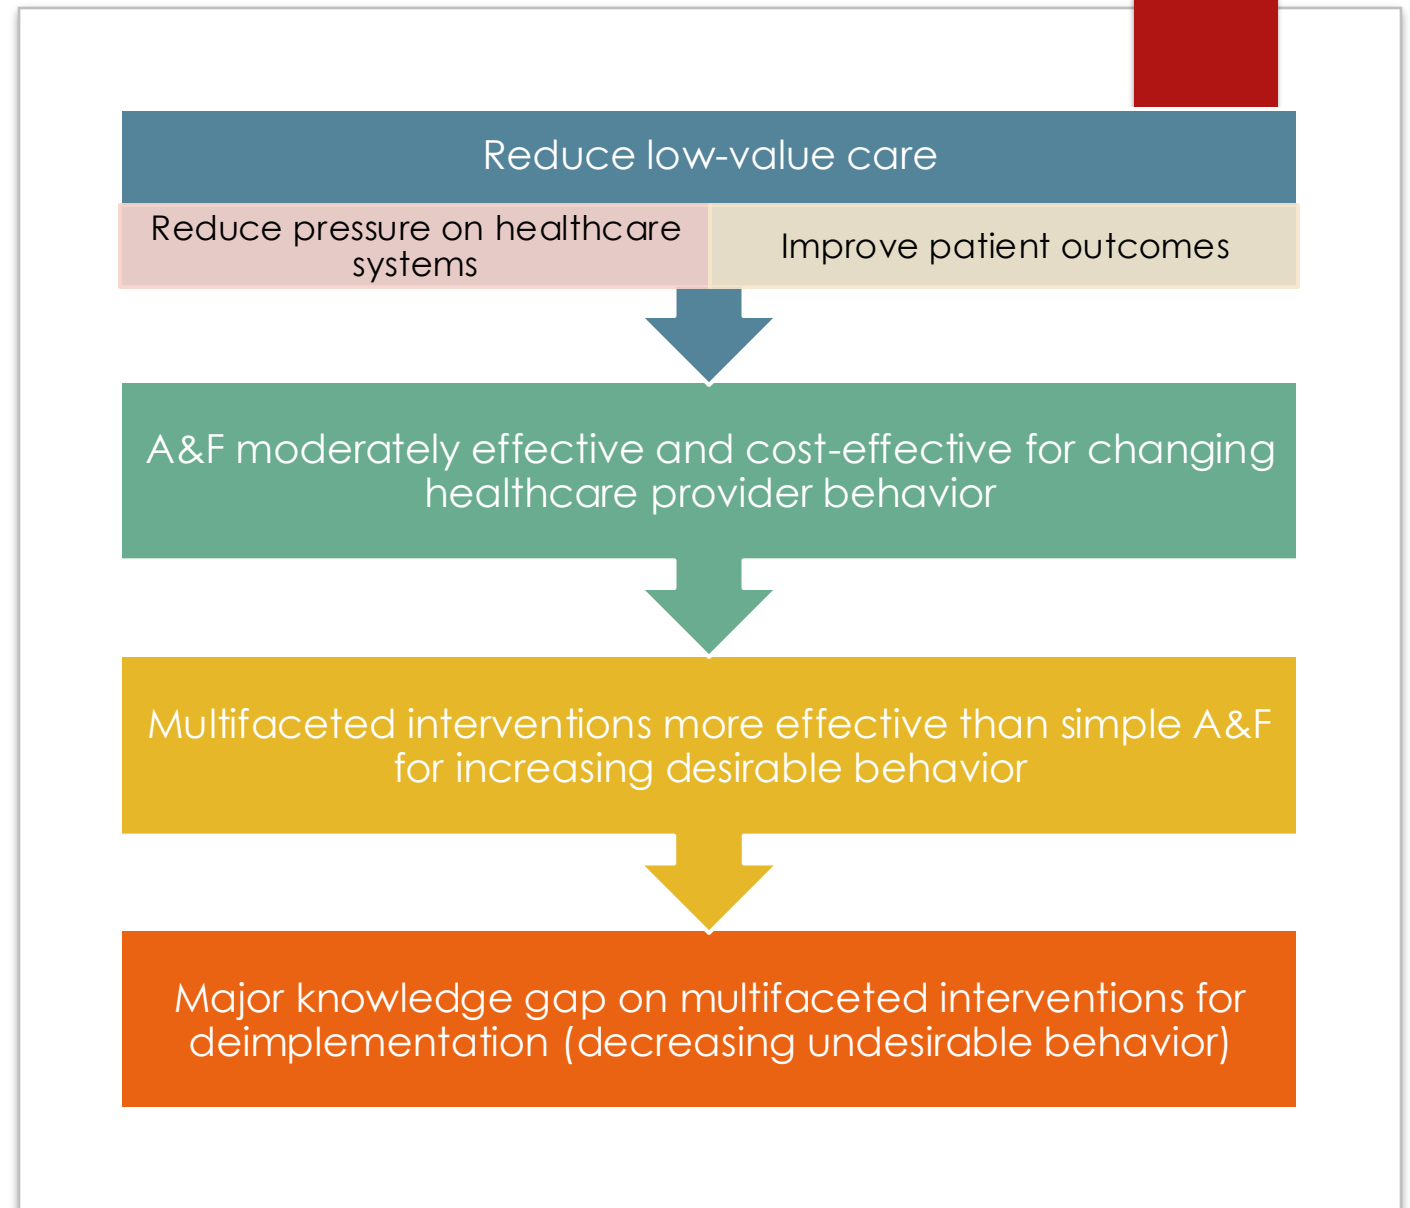 Reduce low-value care
Reduce pressure on healthcare
systems
Improve patient outcomes
A&F moderately effective and cost-effective for changing
healthcare provider behavior
Multifaceted interventions more effective than simple A&F
for increasing desirable behavior
Major knowledge gap on multifaceted interventions for
deimplementation (decreasing undesirable behavior)